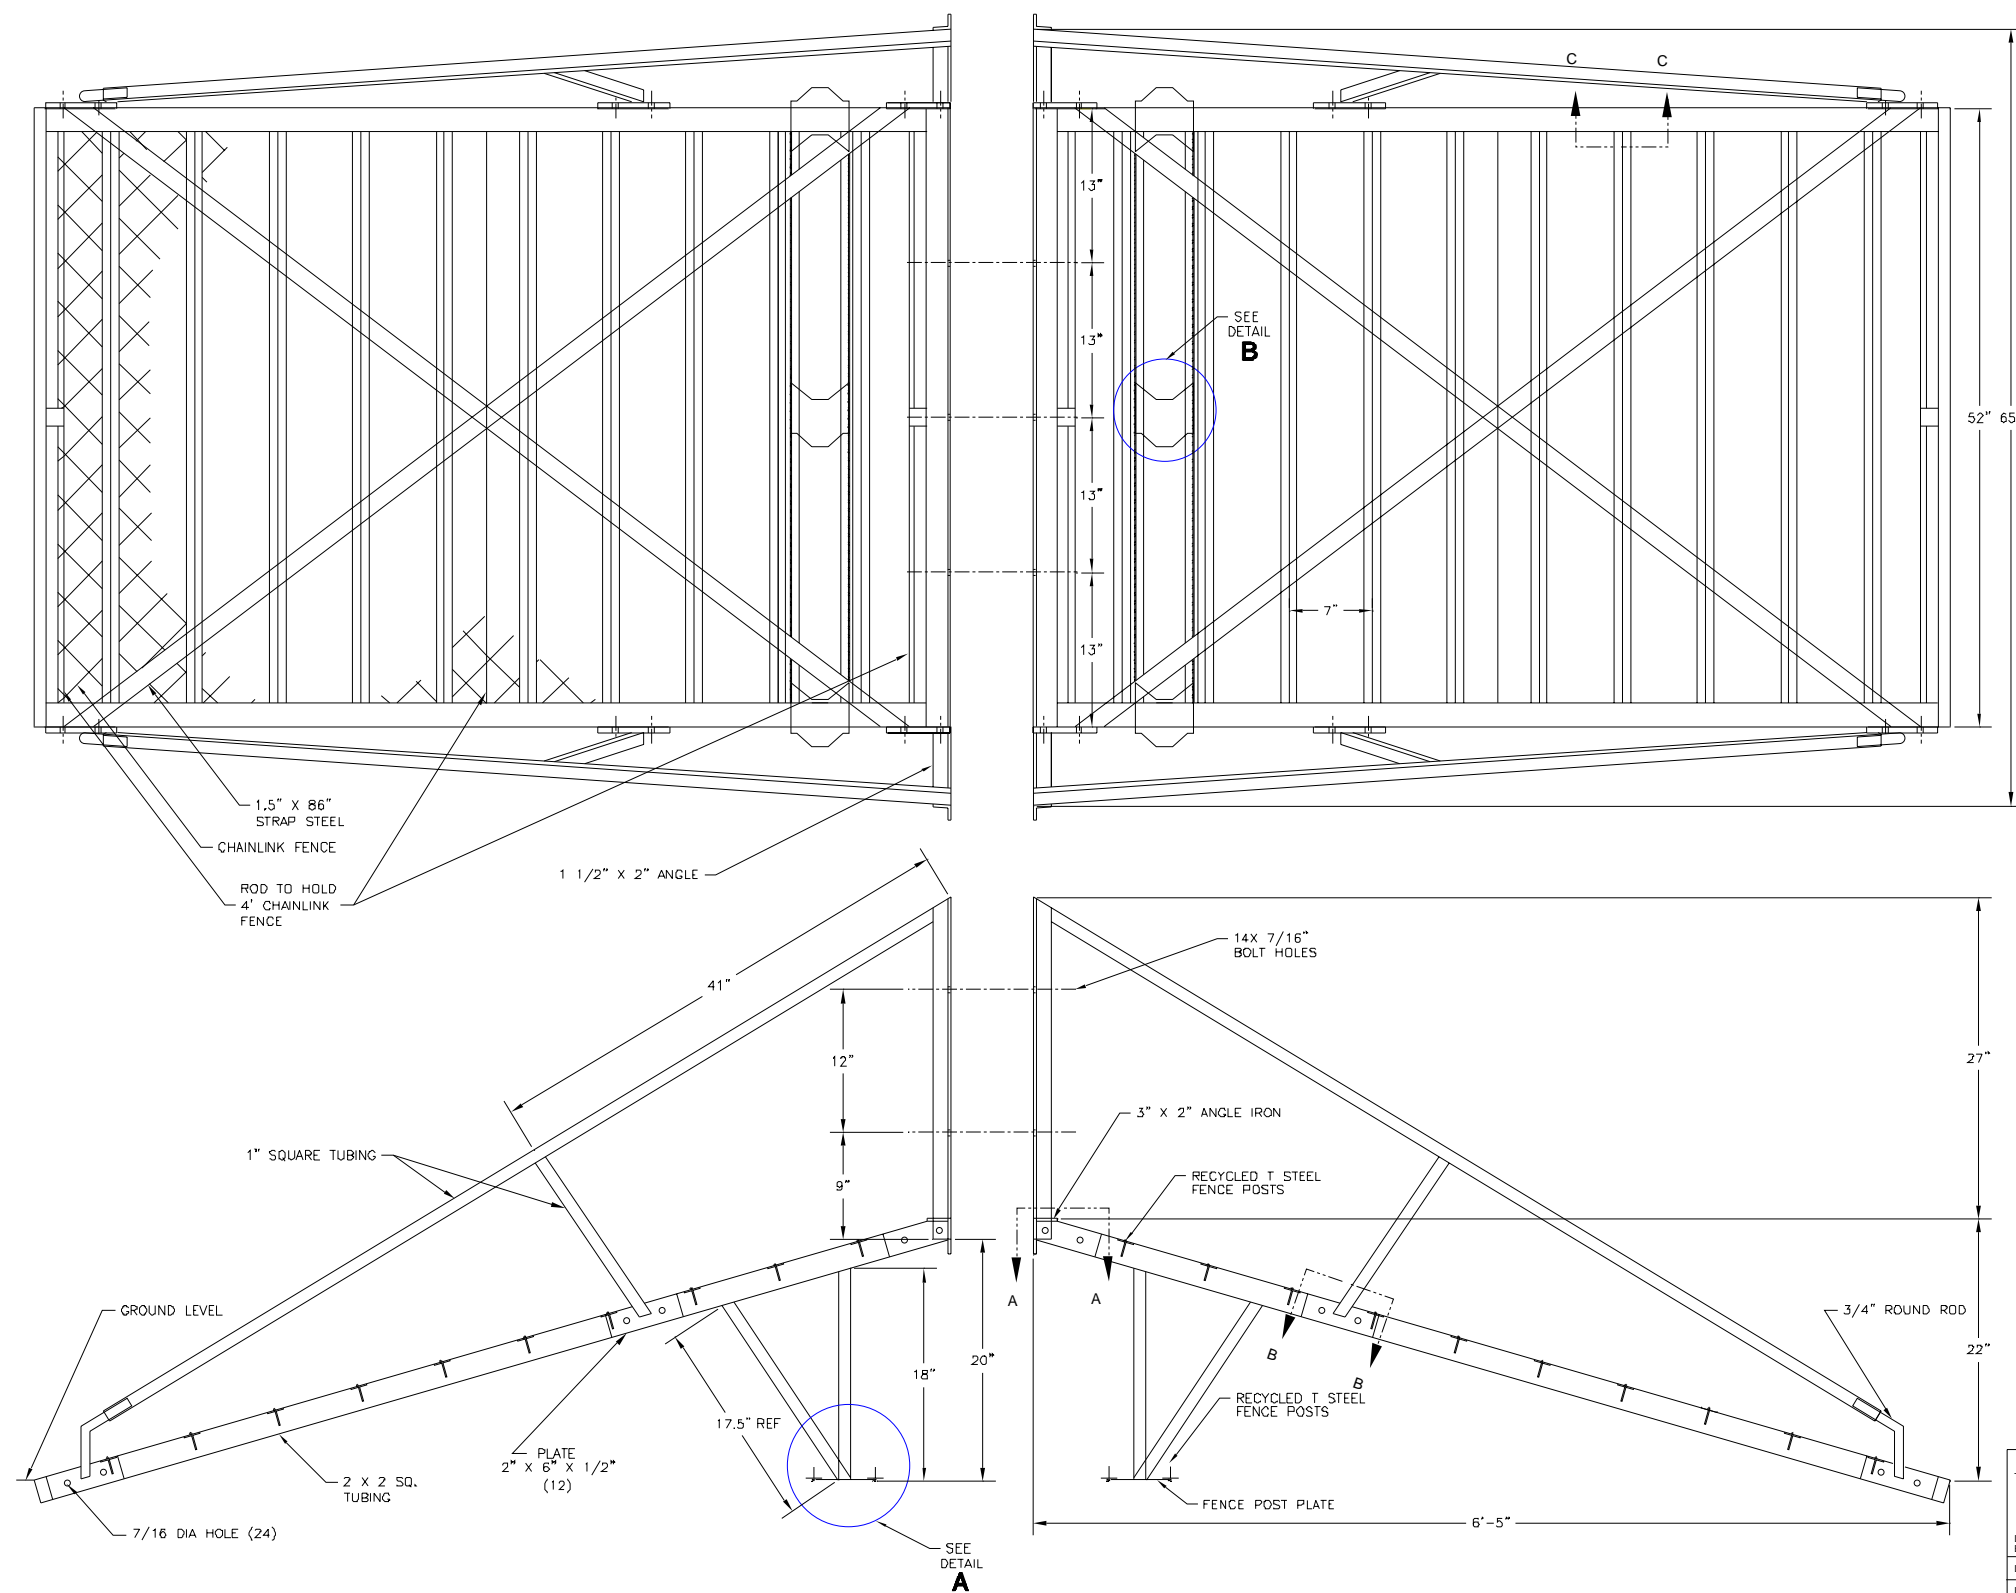 C C
13"
13"
SEE
DETAIL
B
52" 65
13"
7"
13"
1.5" X 86"
STRAP STEEL
CHAINLINK FENCE
1 1/2" X 2" ANGLE
ROD TO HOLD
4' CHAINLINK
FENCE
14X 7/16"
BOLT HOLES
41"
12"
27"
3" X 2" ANGLE IRON
1" SQUARE TUBING
9"
RECYCLED T STEEL
FENCE POSTS
GROUND LEVEL
A A
3/4" ROUND ROD
18"
20"
B
B
22"
17.5" REF
RECYCLED T STEEL
FENCE POSTS
PLATE
2" X 6" X 1/2"
(12)
2 X 2 SQ.
TUBING
FENCE POST PLATE
7/16 DIA HOLE (24)
6'-5"
SEE
DETAIL
A